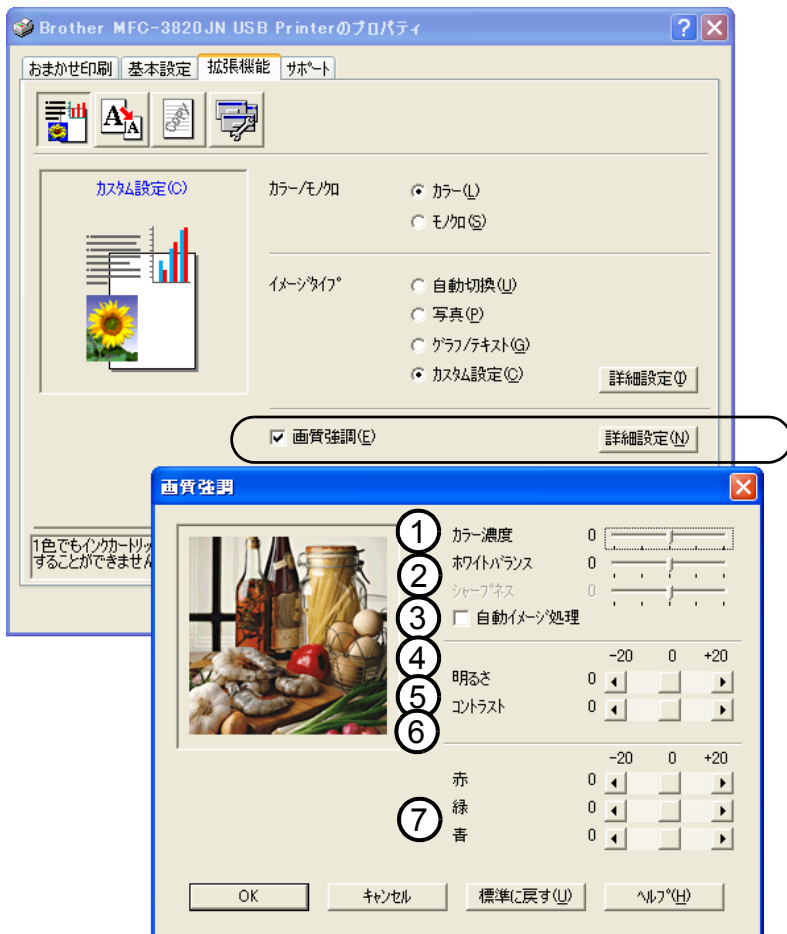 Brother MFC-3820JN USB Printerのプロパティ
おまかせ印刷 基本設定 拡張機能 サポート
Copy
カスタム設定(C)
カラー/モノクロ
カラー(L)
モノクロ(S)
イメージタイプ
自動切換(U)
写真(P)
グラフ/テキスト(G)
カスタム設定(C) 詳細設定(I)
画質強調(E) 詳細設定(N)
1色でもインクカートリッ
することができません
画質強調
① カラー濃度 0
ホワイトバランス 0
② シャープネス 0
③ 自動イメージ処理
④ -20 0 +20
明るさ 0
⑤ コントラスト 0
⑥
-20 0 +20
赤 0
⑦ 緑 0
青 0
OK キャンセル 標準に戻す(U) ヘルプ(H)